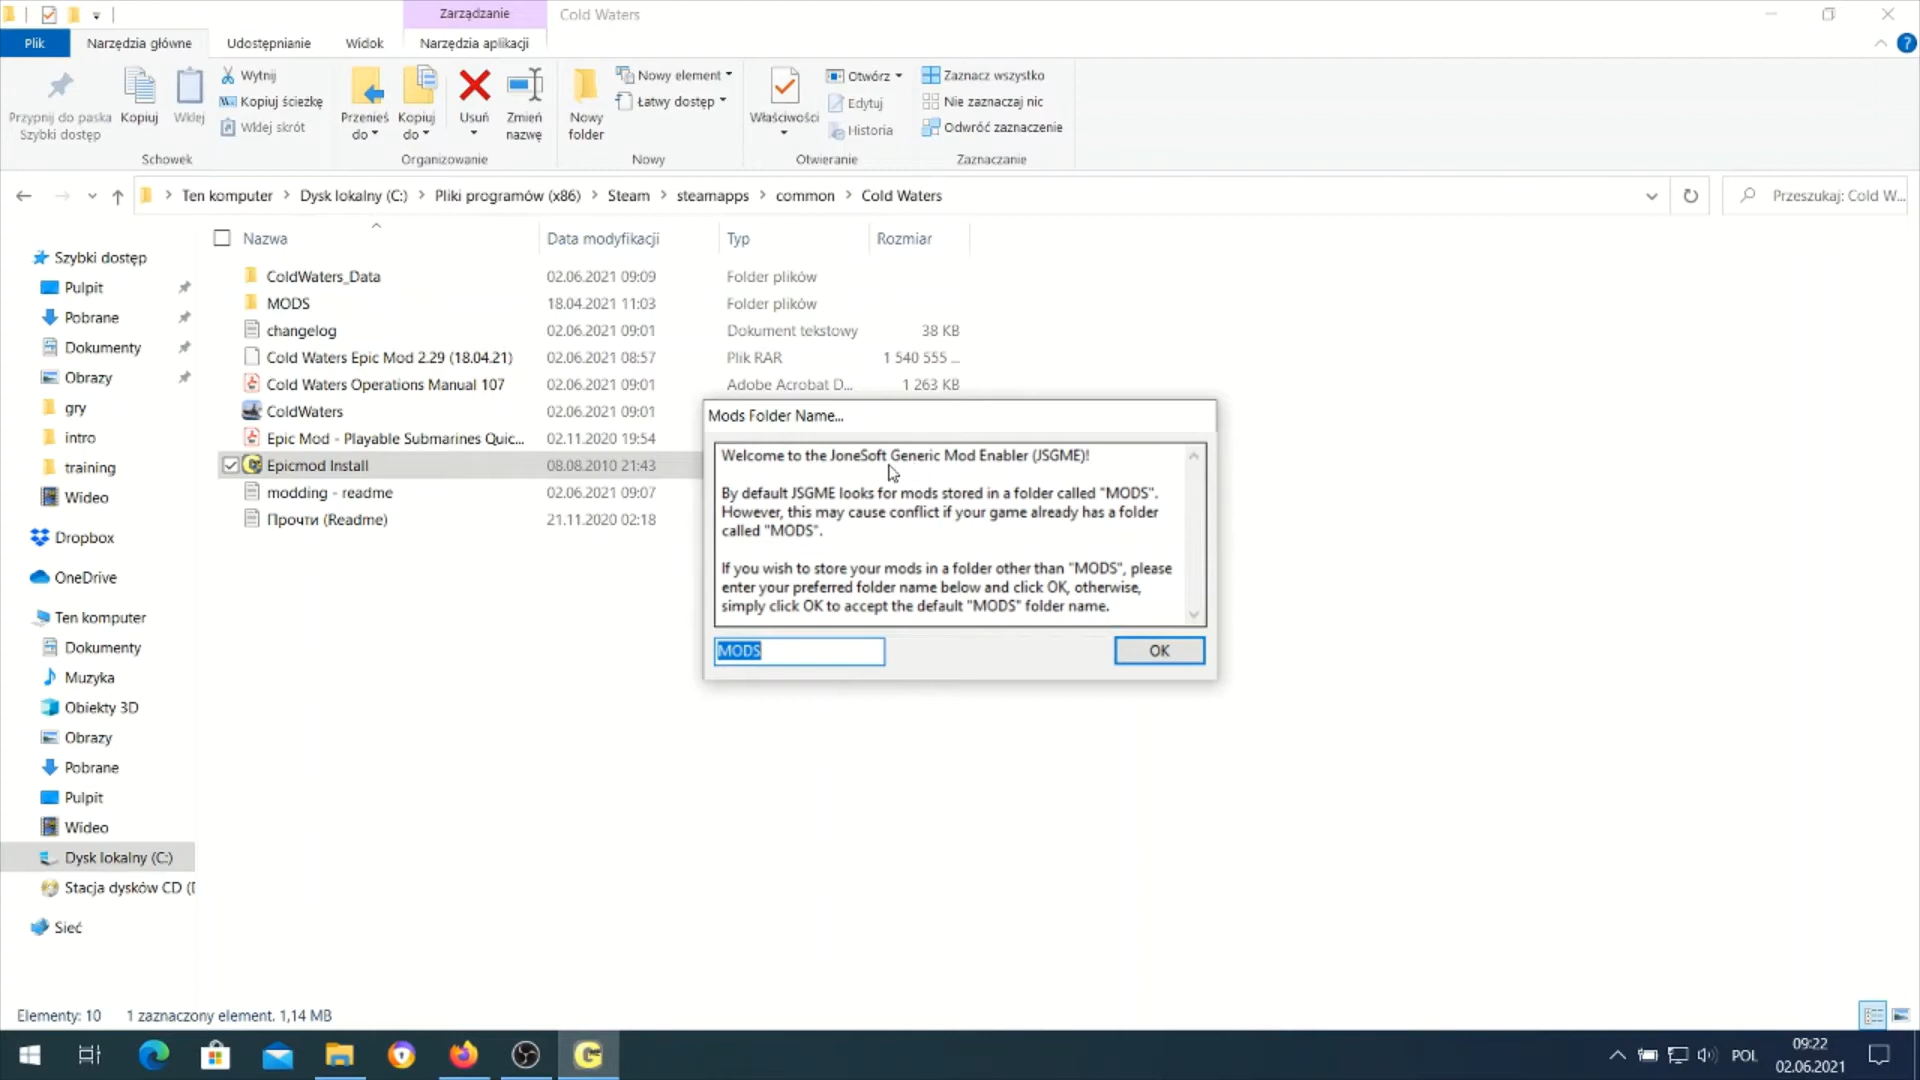 Zarządzanie
Cold Waters
Plik
Narzędzia główne
Udostępnianie
Widok
Narzędzia aplikacji
Przypnij do paska
Szybki dostęp
Kopiuj
Wklej
Wytnij
Kopiuj ścieżkę
Wklej skrót
Schowek
Przenieś
do
Kopiuj
do
Usuń
Zmień
nazwę
Organizowanie
Nowy
folder
Nowy element
Łatwy dostęp
Nowy
Właściwości
Otwórz
Edytuj
Historia
Otwieranie
Zaznacz wszystko
Nie zaznaczaj nic
Odwróć zaznaczenie
Zaznaczanie
Ten komputer
Dysk lokalny (C:)
Pliki programów (x86)
Steam
steamapps
common
Cold Waters
Przeszukaj: Cold W...
Nazwa
Data modyfikacji
Typ
Rozmiar
ColdWaters_Data 02.06.2021 09:09 Folder plików
MODS 18.04.2021 11:03 Folder plików
changelog 02.06.2021 09:01 Dokument tekstowy 38 KB
Cold Waters Epic Mod 2.29 (18.04.21) 02.06.2021 08:57 Plik RAR 1 540 555 ...
Cold Waters Operations Manual 107 02.06.2021 09:01 Adobe Acrobat D... 1 263 KB
ColdWaters 02.06.2021 09:01
Epic Mod - Playable Submarines Quic... 02.11.2020 19:54
Epicmod Install 08.08.2010 21:43
modding - readme 02.06.2021 09:07
Прочти (Readme) 21.11.2020 02:18
Szybki dostęp
Pulpit
Pobrane
Dokumenty
Obrazy
gry
intro
training
Wideo
Dropbox
OneDrive
Ten komputer
Dokumenty
Muzyka
Obiekty 3D
Obrazy
Pobrane
Pulpit
Wideo
Dysk lokalny (C:)
Stacja dysków CD (
Sieć
Mods Folder Name...
Welcome to the JoneSoft Generic Mod Enabler (JSGME)!
By default JSGME looks for mods stored in a folder called "MODS".
However, this may cause conflict if your game already has a folder
called "MODS".
If you wish to store your mods in a folder other than "MODS", please
enter your preferred folder name below and click OK, otherwise,
simply click OK to accept the default "MODS" folder name.
MODS
OK
Elementy: 10
1 zaznaczony element. 1,14 MB
POL
09:22
02.06.2021